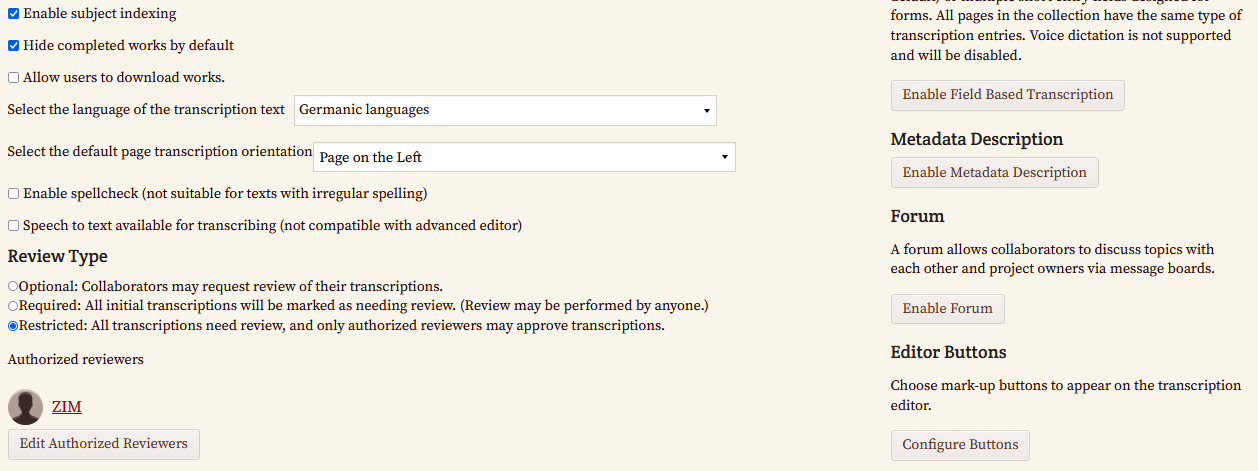 Enable subject indexing
Hide completed works by default
Allow users to download works.
Select the language of the transcription text Germanic languages
Select the default page transcription orientation Page on the Left
Enable spellcheck (not suitable for texts with irregular spelling)
Speech to text available for transcribing (not compatible with advanced editor)
Review Type
Optional: Collaborators may request review of their transcriptions.
Required: All initial transcriptions will be marked as needing review. (Review may be performed by anyone.)
Restricted: All transcriptions need review, and only authorized reviewers may approve transcriptions.
Authorized reviewers
ZIM
Edit Authorized Reviewers
forms. All pages in the collection have the same type of
transcription entries. Voice dictation is not supported
and will be disabled.
Enable Field Based Transcription
Metadata Description
Enable Metadata Description
Forum
A forum allows collaborators to discuss topics with
each other and project owners via message boards.
Enable Forum
Editor Buttons
Choose mark-up buttons to appear on the transcription
editor.
Configure Buttons